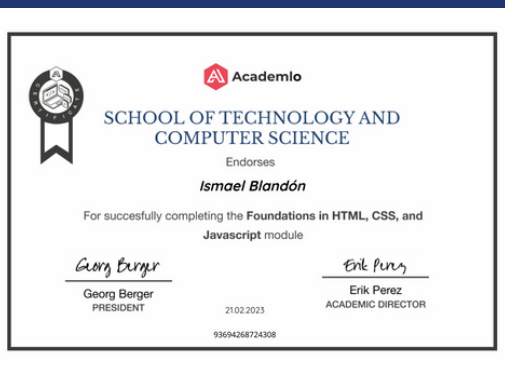 Academlo
CERTIFICATE
SCHOOL OF TECHNOLOGY AND
COMPUTER SCIENCE
Endorses
Ismael Blandón
For succesfully completing the Foundations in HTML, CSS, and
Javascript module
Georg Berger
Erik Perez
Georg Berger
Erik Perez
PRESIDENT
ACADEMIC DIRECTOR
21.02.2023
93694268724308